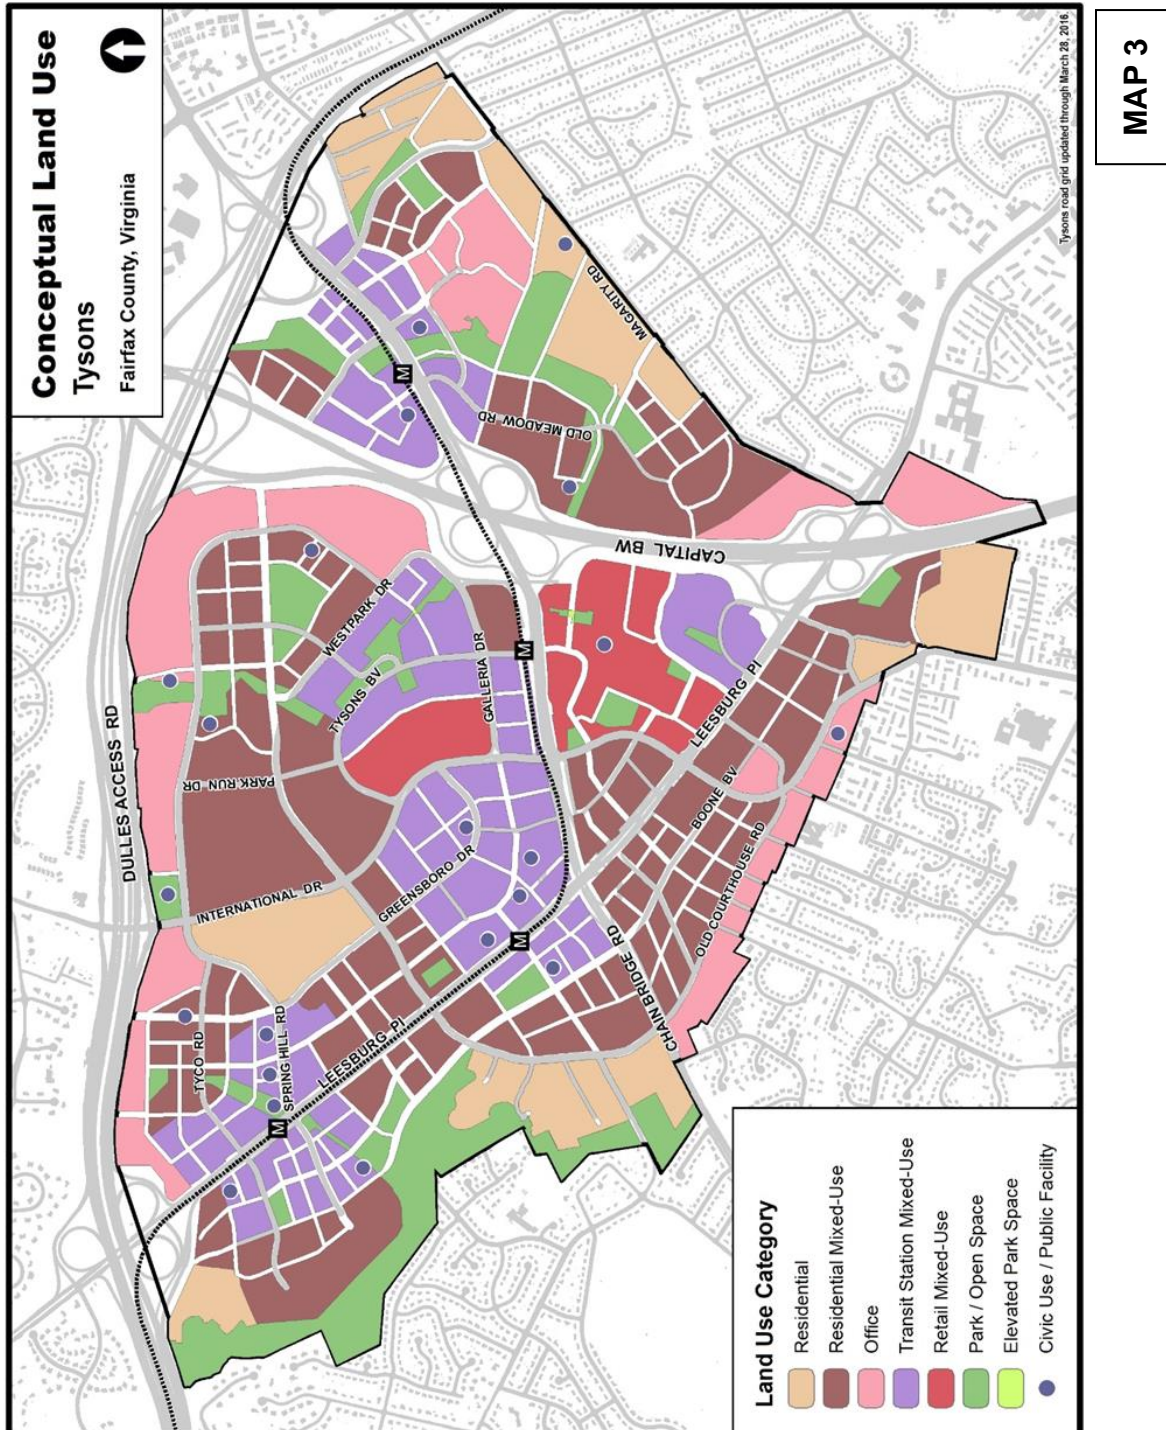 Conceptual Land Use
Tysons
Fairfax County, Virginia
MAP 3
Tysons road grid updated through March 28, 2016.
DULLES ACCESS RD
MAGARITY RD
OLD MEADOW RD
CAPITAL BW
WESTPARK DR
TYSONS BV
GALLERIA DR
PARK RUN DR
INTERNATIONAL DR
GREENSBORO DR
LEESBURG PI
BOONE BV
OLD COURTHOUSE RD
CHAIN BRIDGE RD
TYCO RD
SPRING HILL RD
LEESBURG PI
M
M
M
M
Land Use Category
Residential
Residential Mixed-Use
Office
Transit Station Mixed-Use
Retail Mixed-Use
Park / Open Space
Elevated Park Space
Civic Use / Public Facility